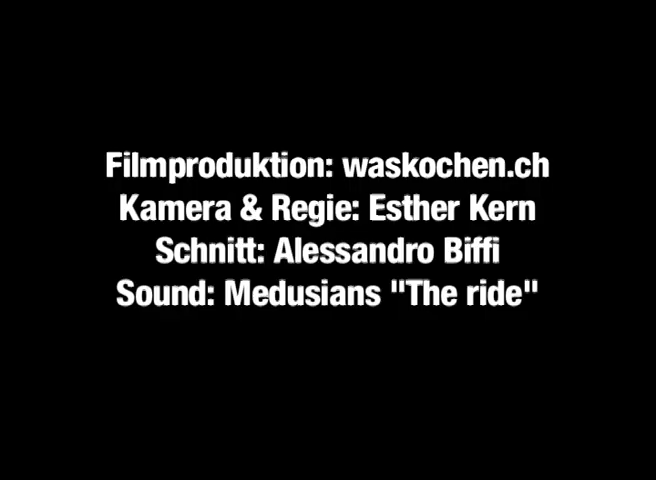 Filmproduktion: waskochen.ch
Kamera & Regie: Esther Kern
Schnitt: Alessandro Biffi
Sound: Medusians "The ride"